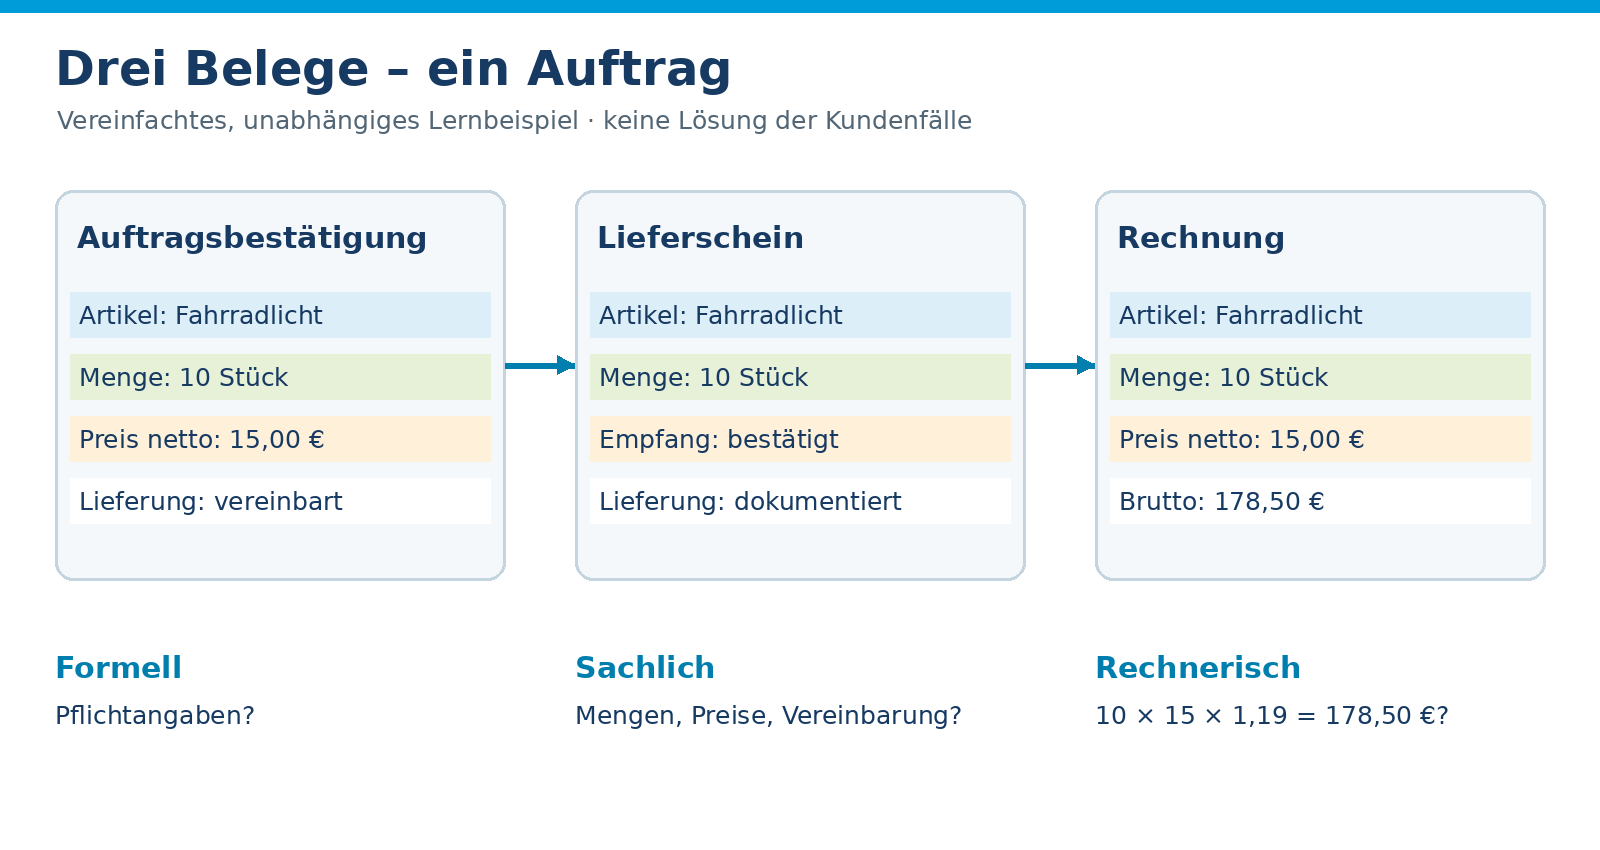 Drei Belege – ein Auftrag
Vereinfachtes, unabhängiges Lernbeispiel · keine Lösung der Kundenfälle
Auftragsbestätigung
Artikel: Fahrradlicht
Menge: 10 Stück
Preis netto: 15,00 €
Lieferung: vereinbart
Lieferschein
Artikel: Fahrradlicht
Menge: 10 Stück
Empfang: bestätigt
Lieferung: dokumentiert
Rechnung
Artikel: Fahrradlicht
Menge: 10 Stück
Preis netto: 15,00 €
Brutto: 178,50 €
Formell
Pflichtangaben?
Sachlich
Mengen, Preise, Vereinbarung?
Rechnerisch
10 × 15 × 1,19 = 178,50 €?